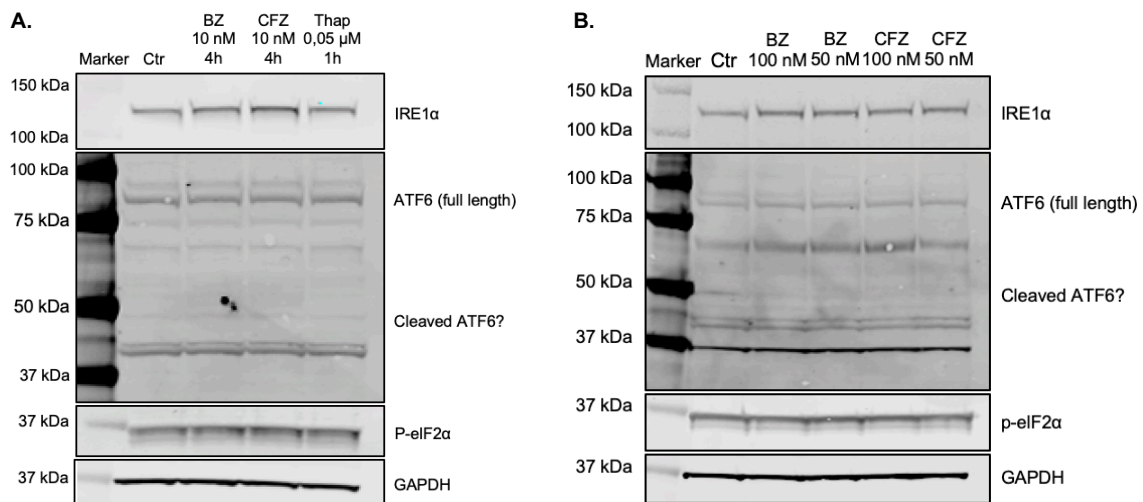 A.
BZ CFZ Thap
10 nM 10 nM 0,05 µM
Marker Ctr 4h 4h 1h
150 kDa
IRE1α
100 kDa
100 kDa
ATF6 (full length)
75 kDa
50 kDa
Cleaved ATF6?
37 kDa
37 kDa
P-eIF2α
37 kDa
GAPDH
B.
BZ BZ CFZ CFZ
Marker Ctr 100 nM 50 nM 100 nM 50 nM
150 kDa
IRE1α
100 kDa
100 kDa
ATF6 (full length)
75 kDa
50 kDa
Cleaved ATF6?
37 kDa
37 kDa
p-eIF2α
37 kDa
GAPDH